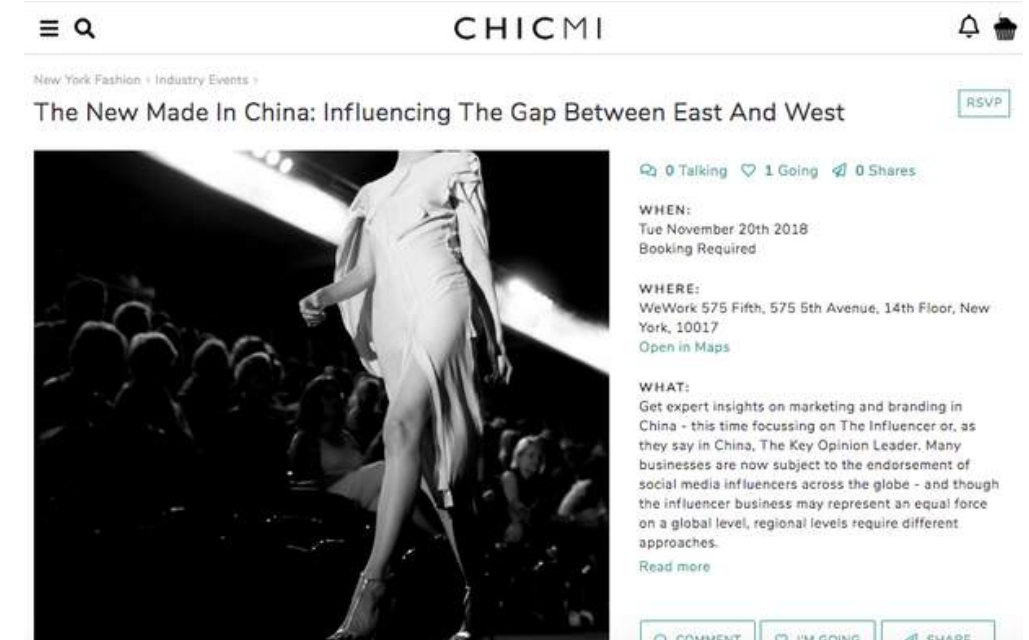 CHICMI
New York Fashion › Industry Events ›
The New Made In China: Influencing The Gap Between East And West
RSVP
0 Talking 1 Going 0 Shares
WHEN:
Tue November 20th 2018
Booking Required
WHERE:
WeWork 575 Fifth, 575 5th Avenue, 14th Floor, New
York, 10017
Open in Maps
WHAT:
Get expert insights on marketing and branding in
China - this time focussing on The Influencer or, as
they say in China, The Key Opinion Leader. Many
businesses are now subject to the endorsement of
social media influencers across the globe - and though
the influencer business may represent an equal force
on a global level, regional levels require different
approaches.
Read more
COMMENT I'M GOING SHARE